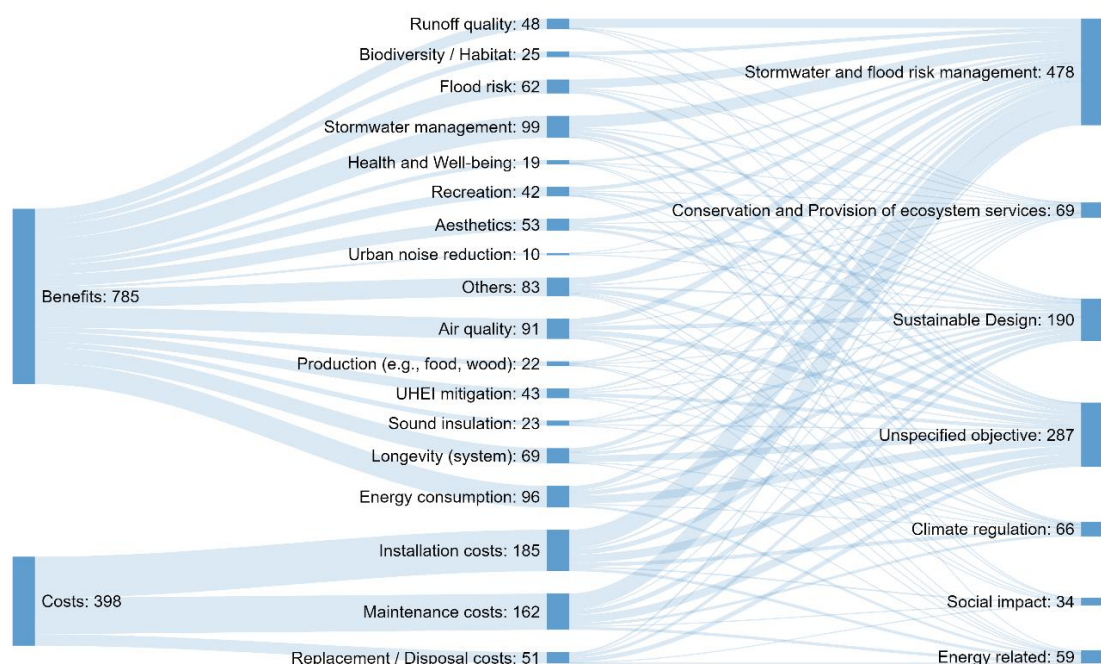 Benefits: 785
Costs: 398
Runoff quality: 48
Biodiversity / Habitat: 25
Flood risk: 62
Stormwater management: 99
Health and Well-being: 19
Recreation: 42
Aesthetics: 53
Urban noise reduction: 10
Others: 83
Air quality: 91
Production (e.g., food, wood): 22
UHEI mitigation: 43
Sound insulation: 23
Longevity (system): 69
Energy consumption: 96
Installation costs: 185
Maintenance costs: 162
Replacement / Disposal costs: 51
Stormwater and flood risk management: 478
Conservation and Provision of ecosystem services: 69
Sustainable Design: 190
Unspecified objective: 287
Climate regulation: 66
Social impact: 34
Energy related: 59